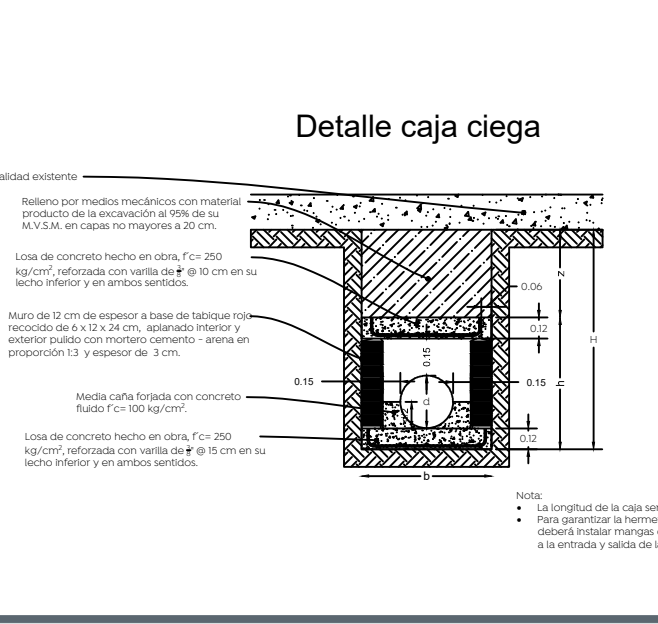 Detalle caja ciega
alidad existente
Relleno por medios mecánicos con material
producto de la excavación al 95% de su
M.V.S.M. en capas no mayores a 20 cm.
Losa de concreto hecho en obra, f´c= 250
kg/cm², reforzada con varilla de 3/8" @ 10 cm en su
lecho inferior y en ambos sentidos.
Muro de 12 cm de espesor a base de tabique rojo
recocido de 6 x 12 x 24 cm, aplanado interior y
exterior pulido con mortero cemento - arena en
proporción 1:3 y espesor de 3 cm.
Media caña forjada con concreto
fluido f´c= 100 kg/cm².
Losa de concreto hecho en obra, f´c= 250
kg/cm², reforzada con varilla de 3/8" @ 15 cm en su
lecho inferior y en ambos sentidos.
z
0.06
0.12
H
0.15
0.15
0.15
h
d
0.12
b
Nota:
• La longitud de la caja ser
• Para garantizar la herme
deberá instalar mangas
a la entrada y salida de la